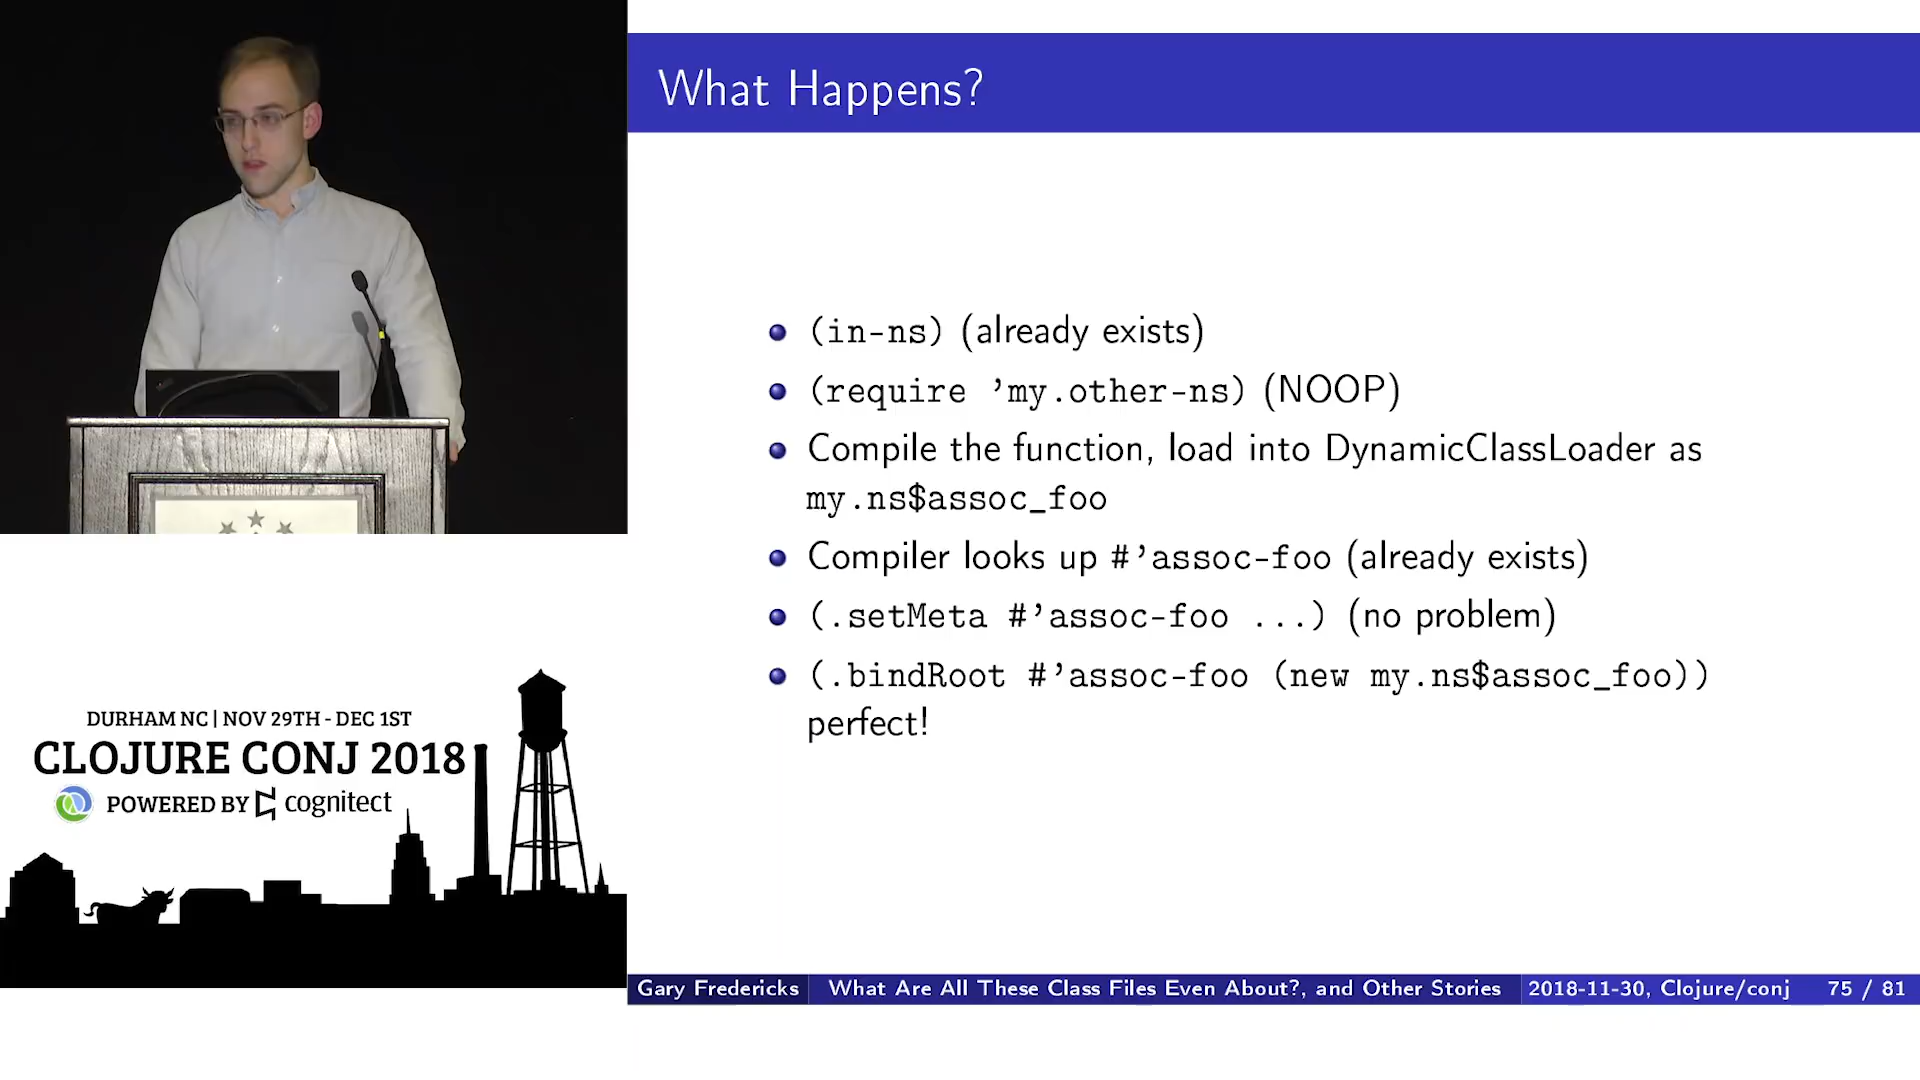 What Happens?
(in-ns) (already exists)
(require ’my.other-ns) (NOOP)
Compile the function, load into DynamicClassLoader as
my.ns$assoc_foo
Compiler looks up #’assoc-foo (already exists)
(.setMeta #’assoc-foo ...) (no problem)
(.bindRoot #’assoc-foo (new my.ns$assoc_foo))
perfect!
DURHAM NC | NOV 29TH - DEC 1ST
CLOJURE CONJ 2018
POWERED BY cognitect
Gary Fredericks What Are All These Class Files Even About?, and Other Stories 2018-11-30, Clojure/conj 75 / 81